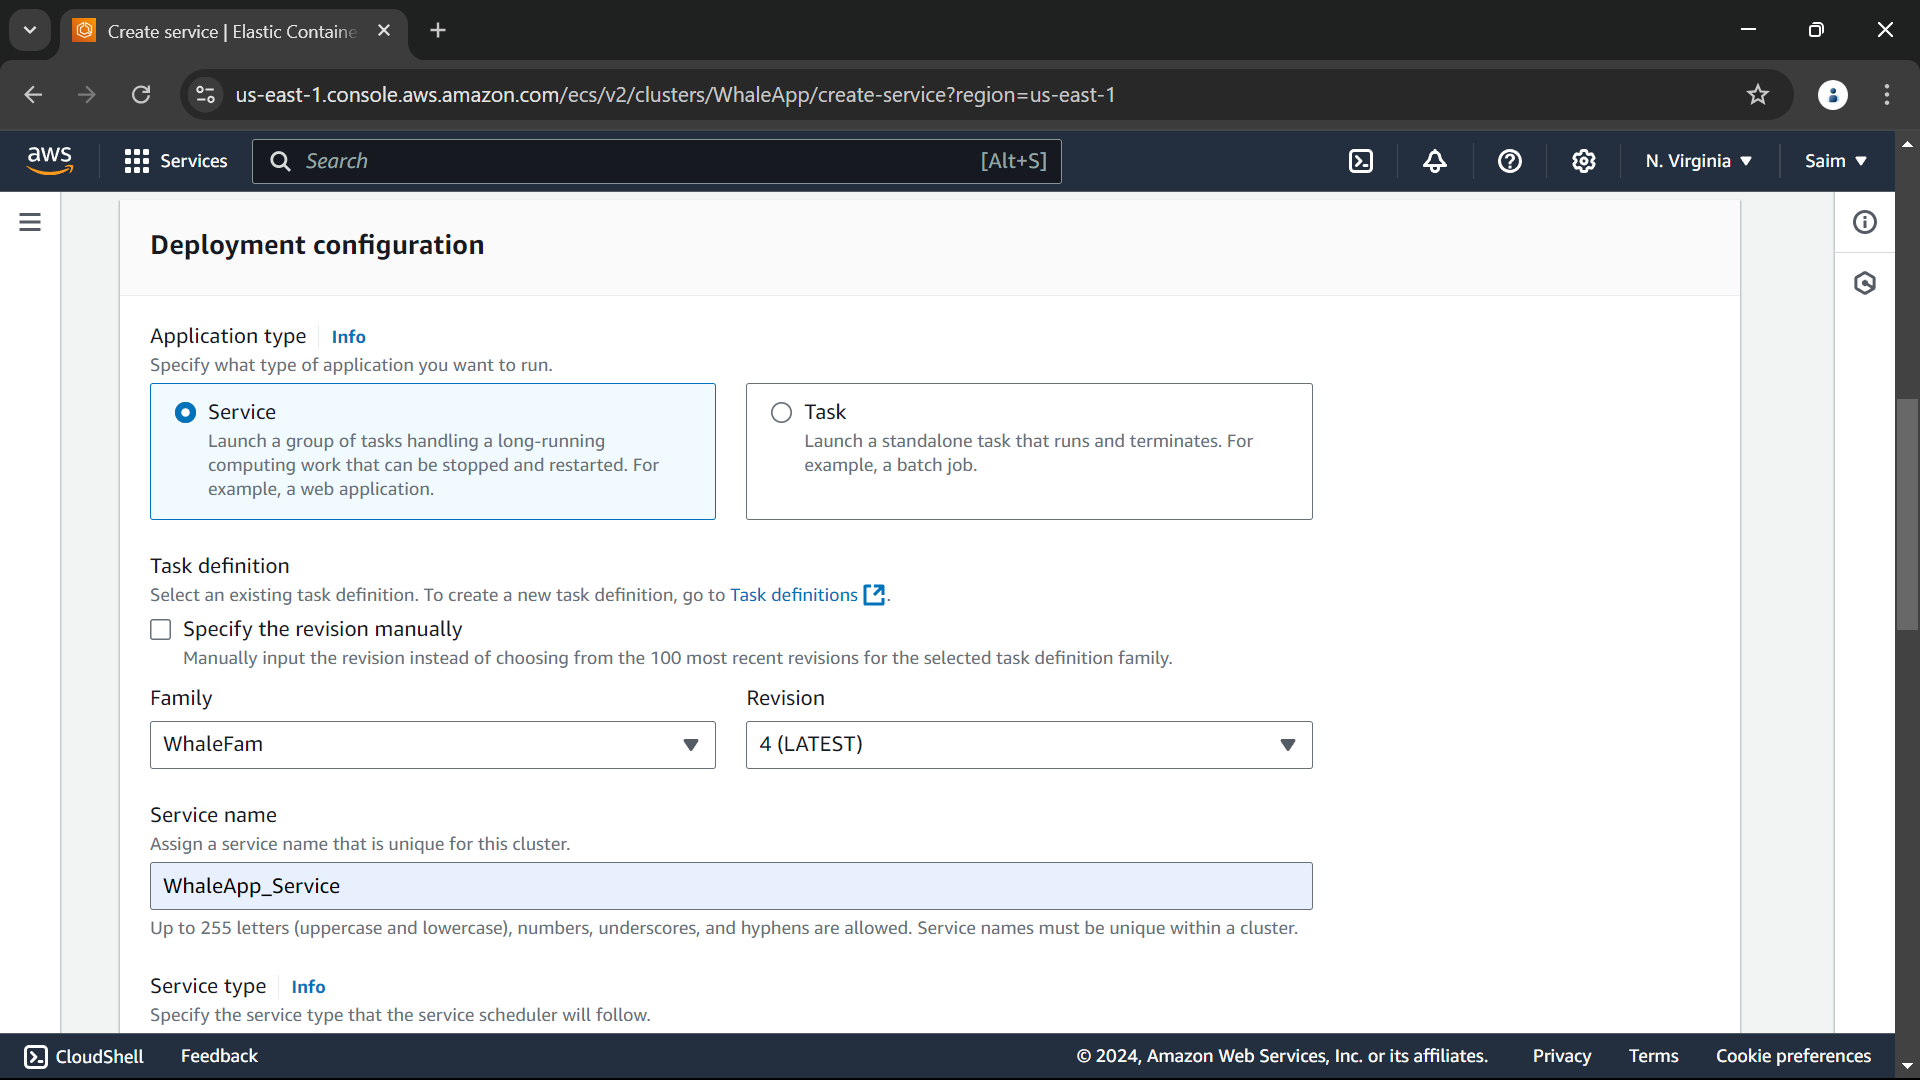 Create service | Elastic Containe
us-east-1.console.aws.amazon.com/ecs/v2/clusters/WhaleApp/create-service?region=us-east-1
aws
Services
Search
[Alt+S]
N. Virginia
Saim
Deployment configuration
Application type
Info
Specify what type of application you want to run.
Service
Launch a group of tasks handling a long-running
computing work that can be stopped and restarted. For
example, a web application.
Task
Launch a standalone task that runs and terminates. For
example, a batch job.
Task definition
Select an existing task definition. To create a new task definition, go to Task definitions .
Specify the revision manually
Manually input the revision instead of choosing from the 100 most recent revisions for the selected task definition family.
Family
WhaleFam
Revision
4 (LATEST)
Service name
Assign a service name that is unique for this cluster.
WhaleApp_Service
Up to 255 letters (uppercase and lowercase), numbers, underscores, and hyphens are allowed. Service names must be unique within a cluster.
Service type
Info
Specify the service type that the service scheduler will follow.
CloudShell
Feedback
© 2024, Amazon Web Services, Inc. or its affiliates.
Privacy
Terms
Cookie preferences